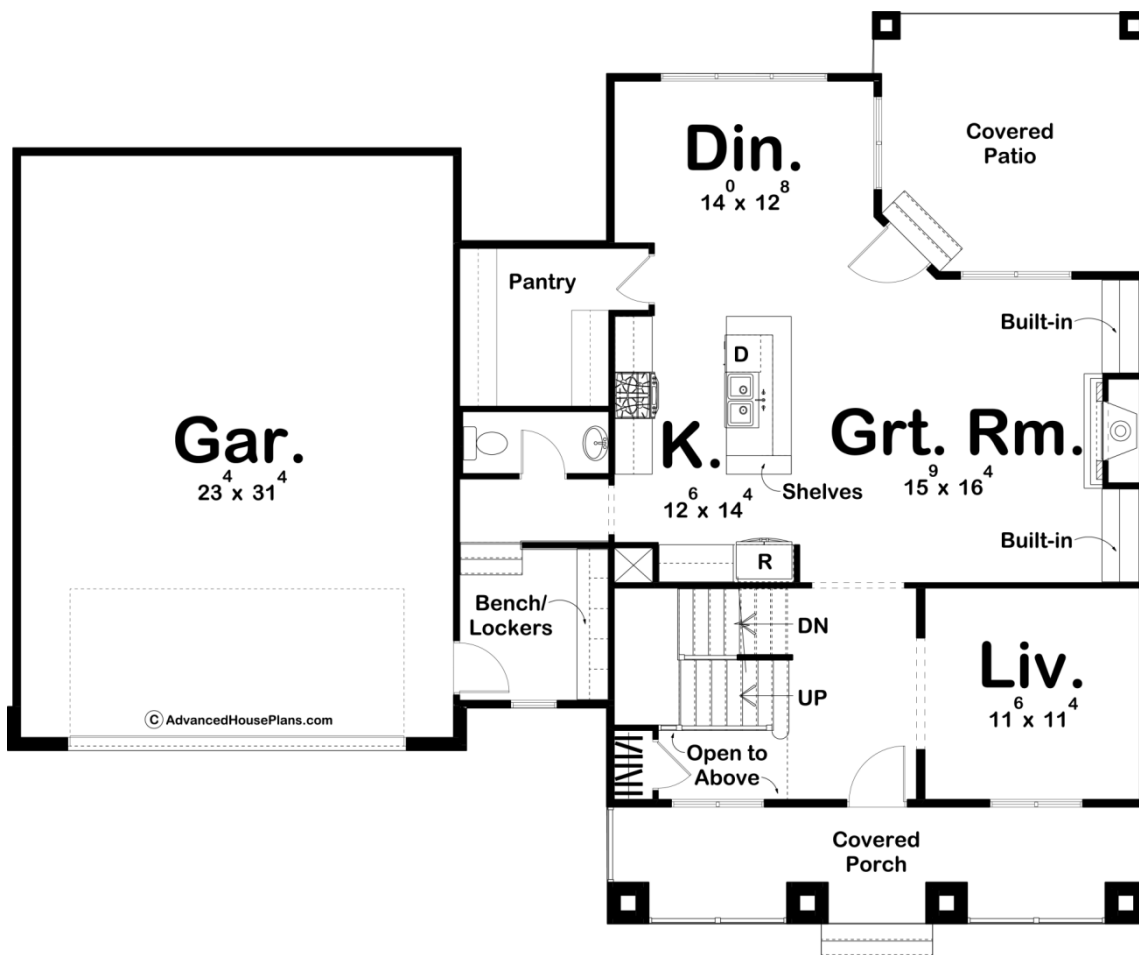 Din.
14⁰ x 12⁸
Covered
Patio
Pantry
Built-in
D
Gar.
23⁴ x 31⁴
K.
12⁶ x 14⁴
Grt. Rm.
15⁹ x 16⁴
Shelves
Built-in
R
Bench/
Lockers
DN
UP
Liv.
11⁶ x 11⁴
© AdvancedHousePlans.com
Open to
Above
Covered
Porch